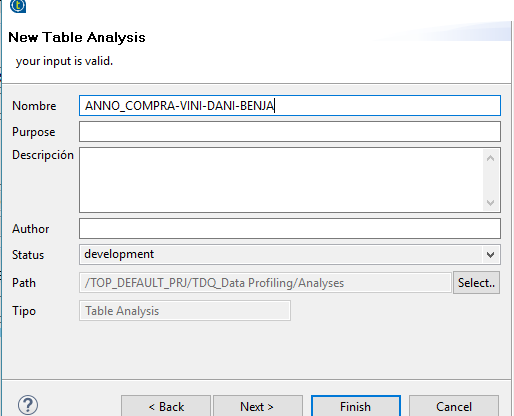 New Table Analysis
your input is valid.
Nombre ANNO_COMPRA-VINI-DANI-BENJA
Purpose
Descripción
Author
Status development
Path /TOP_DEFAULT_PRJ/TDQ_Data Profiling/Analyses Select..
Tipo Table Analysis
? < Back Next > Finish Cancel